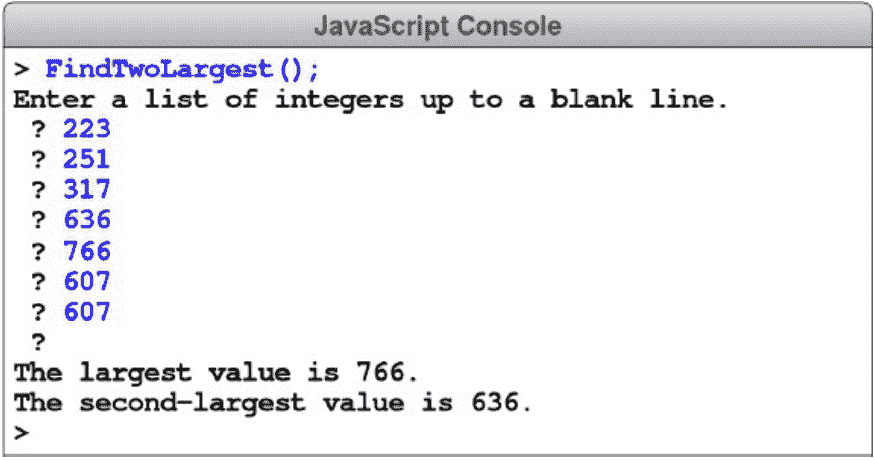 JavaScript Console
> FindTwoLargest();
Enter a list of integers up to a blank line.
? 223
? 251
? 317
? 636
? 766
? 607
? 607
?
The largest value is 766.
The second-largest value is 636.
>